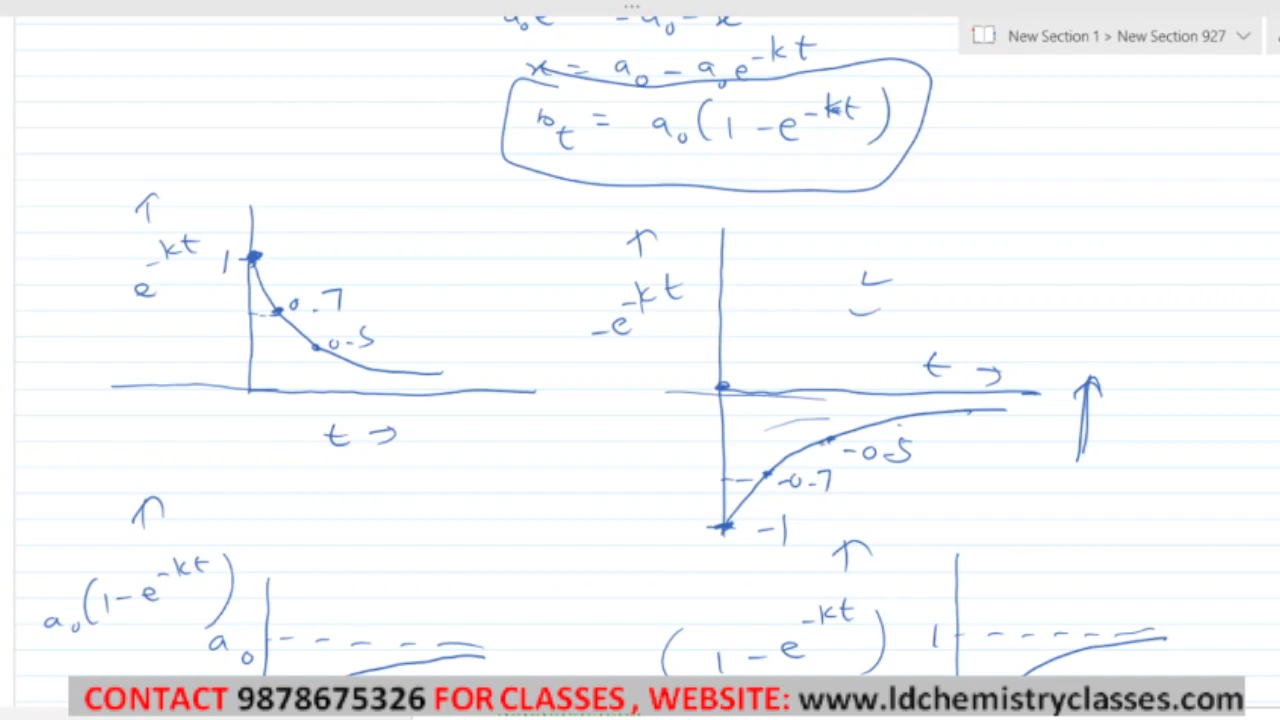 New Section 1 > New Section 927
x = a₀ - a₀e^-kt
b_t = a₀(1 - e^-kt)
e^-kt
1
0.7
0.5
t →
-e^-kt
t →
-0.5
-0.7
-1
a₀(1-e^-kt)
a₀
(1 - e^-kt)
1
CONTACT 9878675326 FOR CLASSES , WEBSITE: www.ldchemistryclasses.com